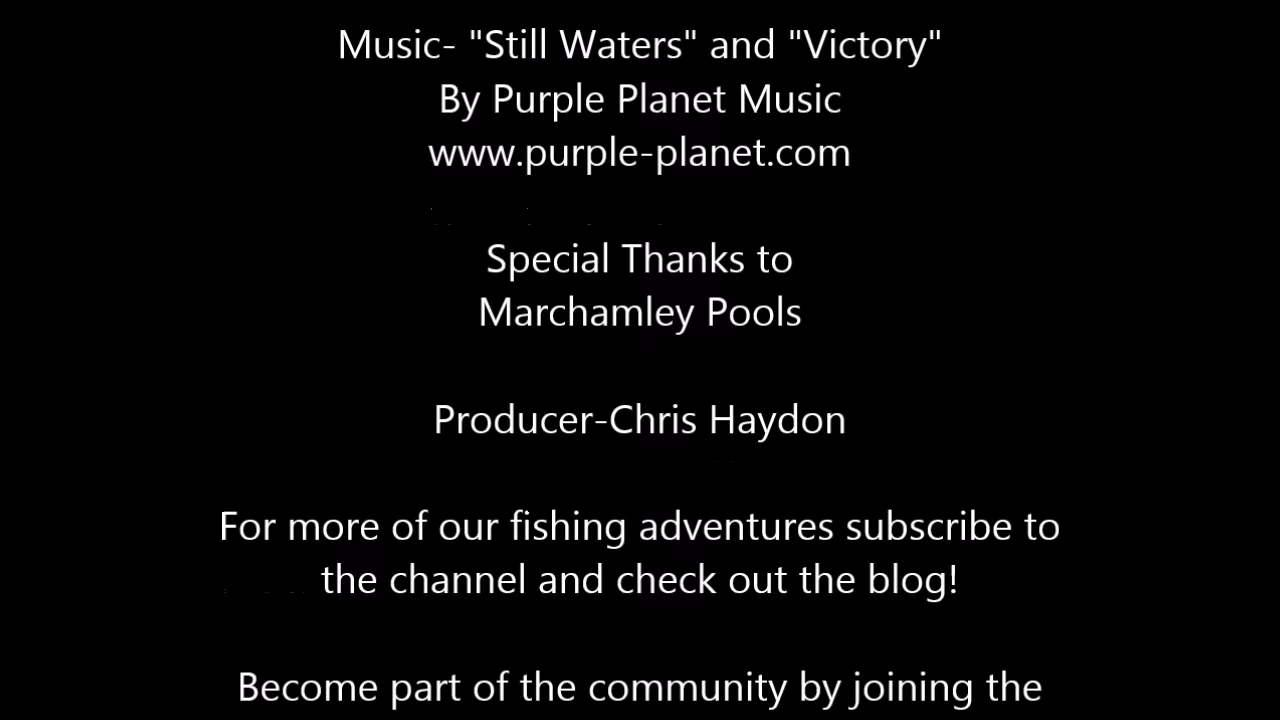 Music- "Still Waters" and "Victory"
By Purple Planet Music
www.purple-planet.com
Special Thanks to
Marchamley Pools
Producer-Chris Haydon
For more of our fishing adventures subscribe to
the channel and check out the blog!
Become part of the community by joining the